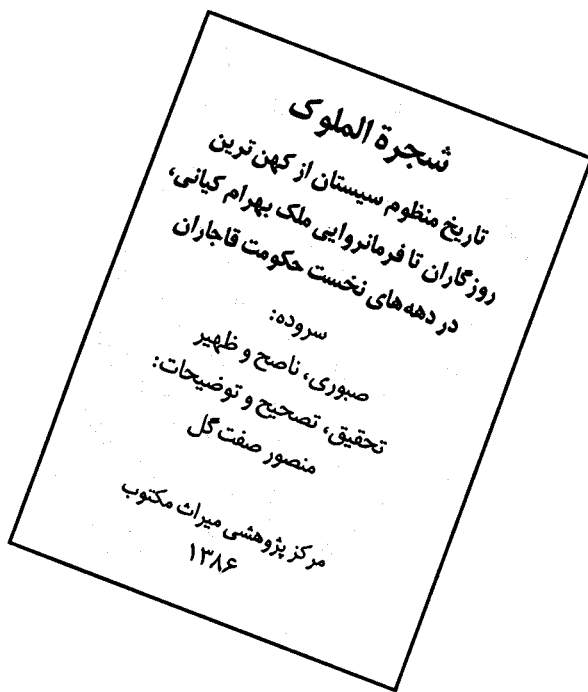 شجرة الملوک
تاریخ منظوم سیستان از کهن ترین
روزگاران تا فرمانروایی ملک بهرام کیانی،
در دهه‌های نخست حکومت قاجاران
سروده:
صبوری، ناصح و ظهیر
تحقیق، تصحیح و توضیحات:
منصور صفت گل
مرکز پژوهشی میراث مکتوب
۱۳۸۶